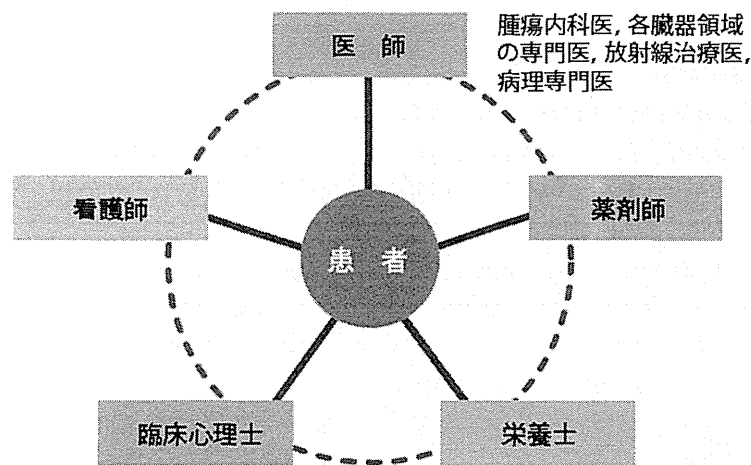 医 師
腫瘍内科医, 各臓器領域
の専門医, 放射線治療医,
病理専門医
看護師
薬剤師
患 者
臨床心理士
栄養士